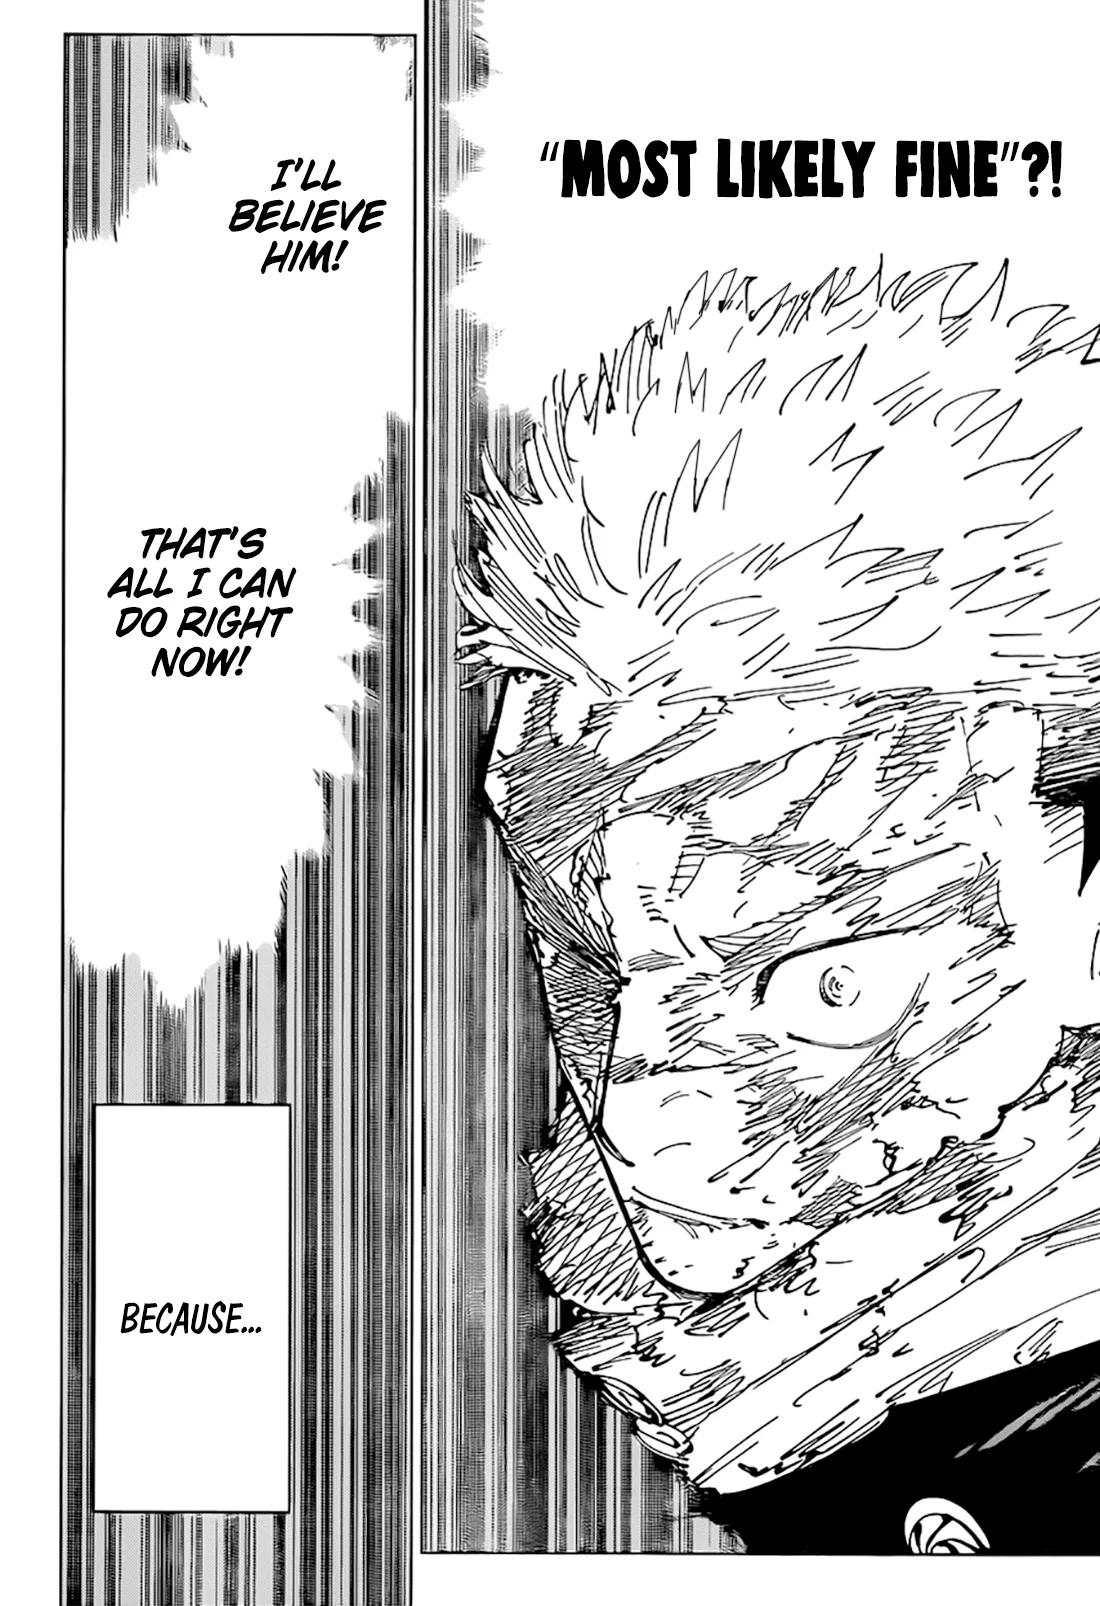 “MOST LIKELY FINE”?!
I'LL
BELIEVE
HIM!
THAT'S
ALL I CAN
DO RIGHT
NOW!
BECAUSE...